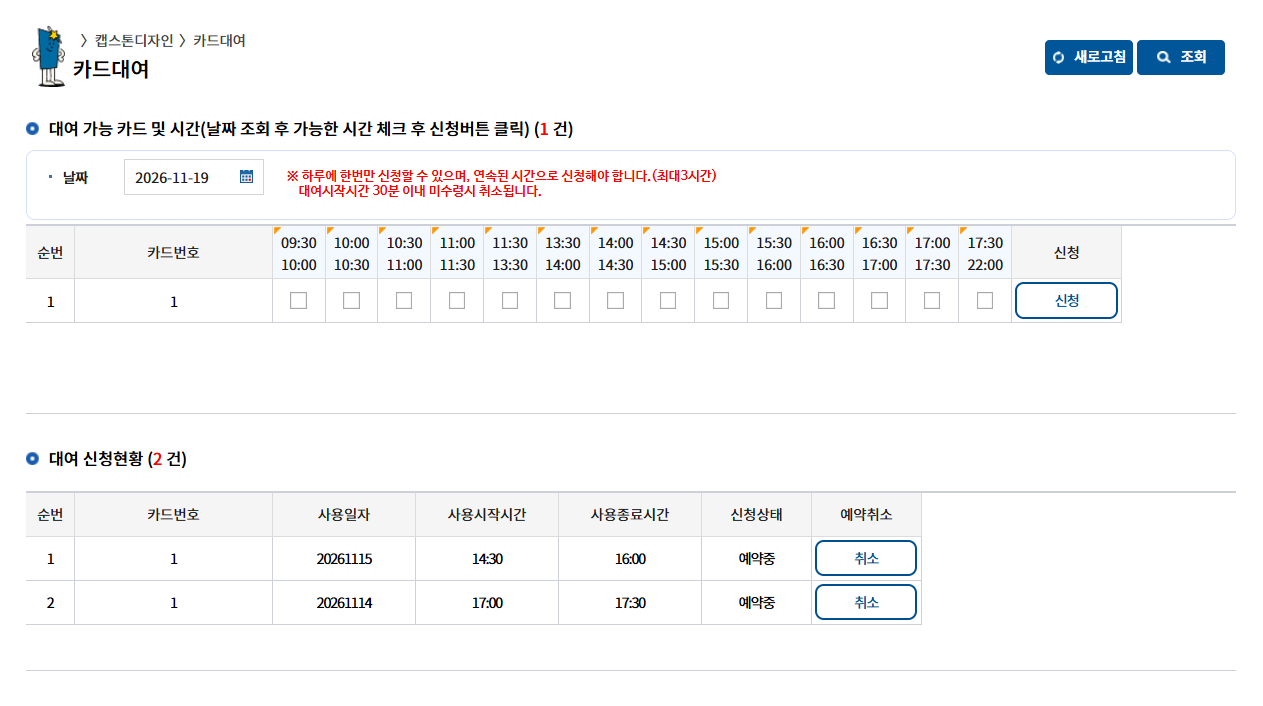 〉캡스톤디자인 〉카드대여
카드대여
새로고침
조회
대여 가능 카드 및 시간(날짜 조회 후 가능한 시간 체크 후 신청버튼 클릭) (1 건)
날짜
2026-11-19
※ 하루에 한번만 신청할 수 있으며, 연속된 시간으로 신청해야 합니다.(최대3시간)
대여시작시간 30분 이내 미수령시 취소됩니다.
순번 카드번호 09:30 10:00 10:30 11:00 11:30 13:30 14:00 14:30 15:00 15:30 16:00 16:30 17:00 17:30 신청
10:00 10:30 11:00 11:30 13:30 14:00 14:30 15:00 15:30 16:00 16:30 17:00 17:30 22:00
1 1 신청
대여 신청현황 (2 건)
순번 카드번호 사용일자 사용시작시간 사용종료시간 신청상태 예약취소
1 1 20261115 14:30 16:00 예약중 취소
2 1 20261114 17:00 17:30 예약중 취소